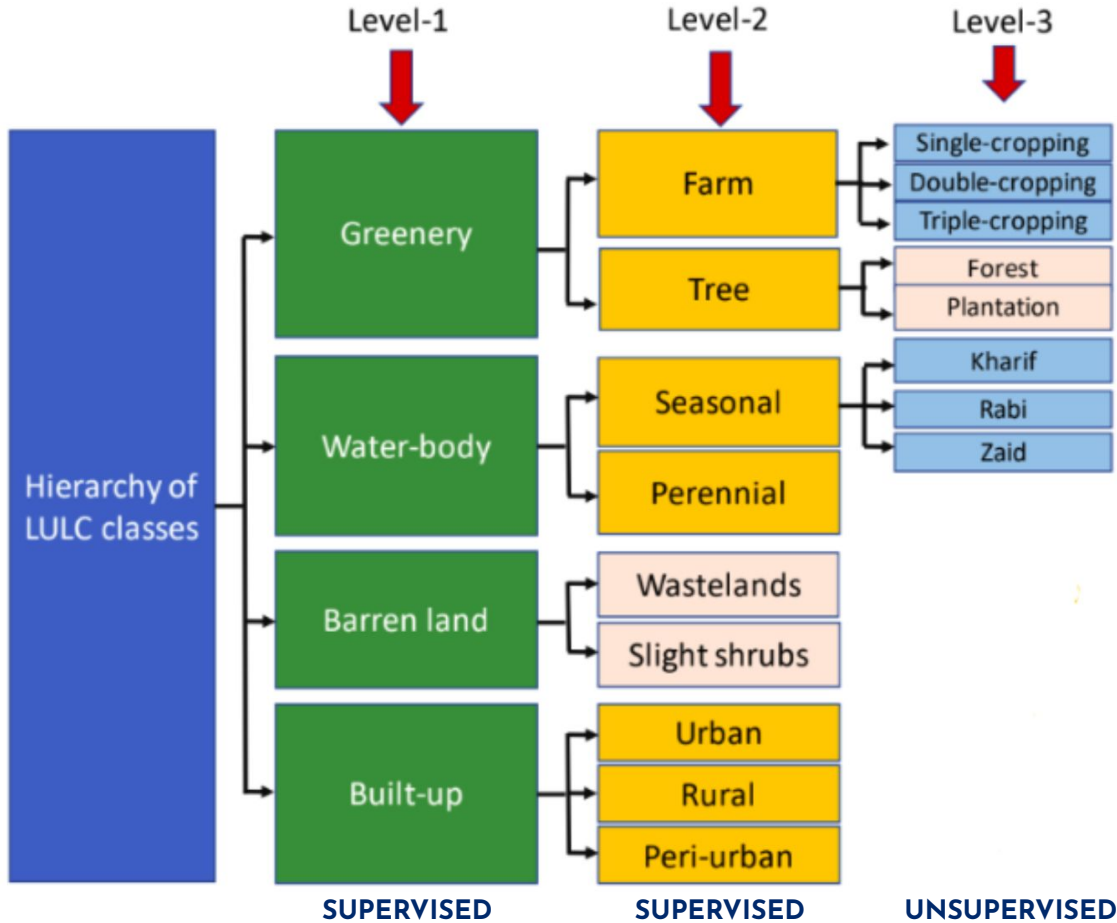 Level-1
Level-2
Level-3
Hierarchy of
LULC classes
Greenery
Farm
Single-cropping
Double-cropping
Triple-cropping
Tree
Forest
Plantation
Water-body
Seasonal
Kharif
Rabi
Zaid
Perennial
Barren land
Wastelands
Slight shrubs
Built-up
Urban
Rural
Peri-urban
SUPERVISED
SUPERVISED
UNSUPERVISED